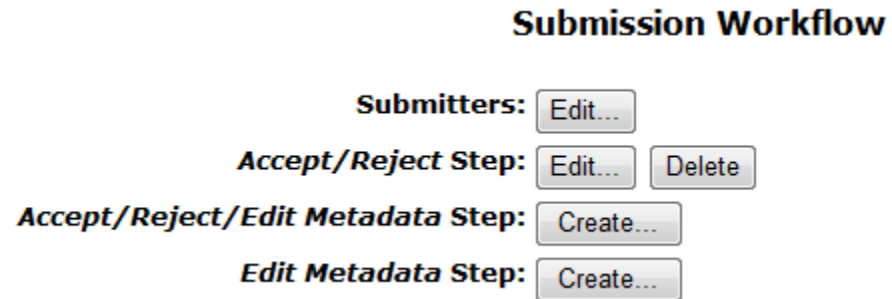 Submission Workflow
Submitters: Edit...
Accept/Reject Step: Edit... Delete
Accept/Reject/Edit Metadata Step: Create...
Edit Metadata Step: Create...